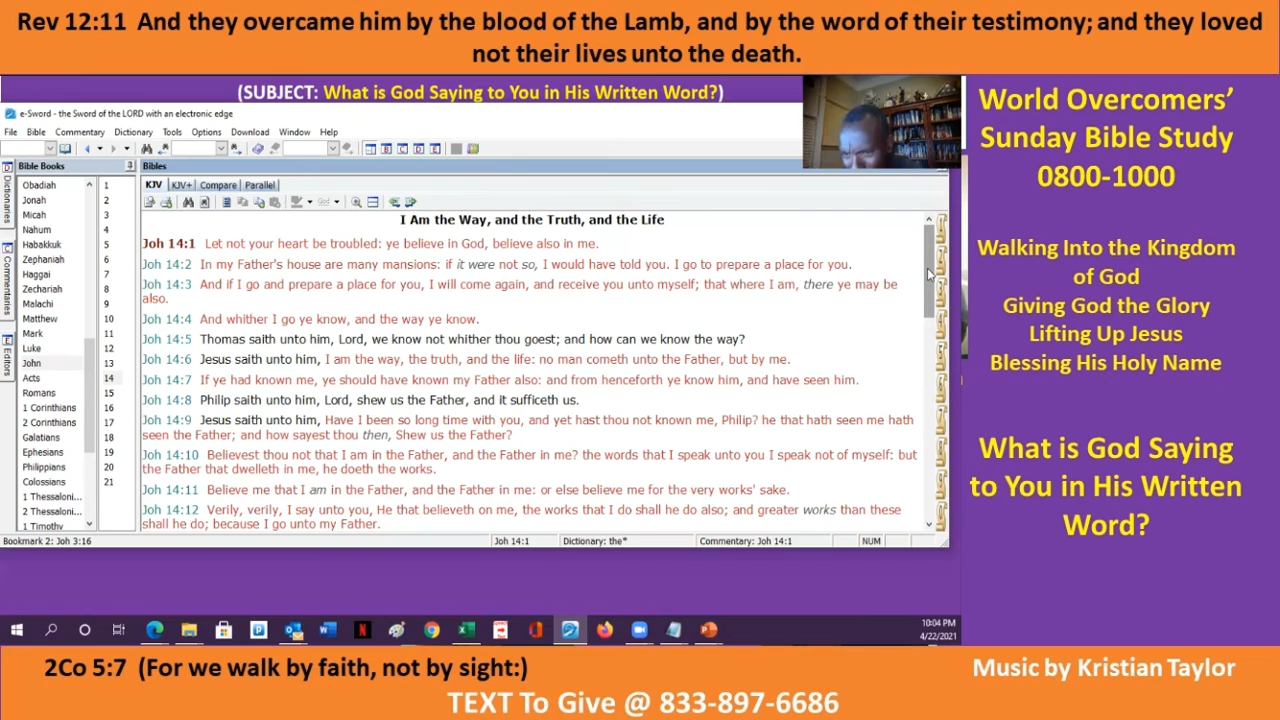 Rev 12:11 And they overcame him by the blood of the Lamb, and by the word of their testimony; and they loved
not their lives unto the death.
(SUBJECT: What is God Saying to You in His Written Word?)
e-Sword - the Sword of the LORD with an electronic edge
File Bible Commentary Dictionary Tools Options Download Window Help
Bible Books
Bibles
Dictionaries
Commentaries
Editors
Obadiah
Jonah
Micah
Nahum
Habakkuk
Zephaniah
Haggai
Zechariah
Malachi
Matthew
Mark
Luke
John
Acts
Romans
1 Corinthians
2 Corinthians
Galatians
Ephesians
Philippians
Colossians
1 Thessaloni...
2 Thessaloni...
1 Timothy
1
2
3
4
5
6
7
8
9
10
11
12
13
14
15
16
17
18
19
20
21
KJV KJV+ Compare Parallel
I Am the Way, and the Truth, and the Life
Joh 14:1 Let not your heart be troubled: ye believe in God, believe also in me.
Joh 14:2 In my Father's house are many mansions: if it were not so, I would have told you. I go to prepare a place for you.
Joh 14:3 And if I go and prepare a place for you, I will come again, and receive you unto myself; that where I am, there ye may be
also.
Joh 14:4 And whither I go ye know, and the way ye know.
Joh 14:5 Thomas saith unto him, Lord, we know not whither thou goest; and how can we know the way?
Joh 14:6 Jesus saith unto him, I am the way, the truth, and the life: no man cometh unto the Father, but by me.
Joh 14:7 If ye had known me, ye should have known my Father also: and from henceforth ye know him, and have seen him.
Joh 14:8 Philip saith unto him, Lord, shew us the Father, and it sufficeth us.
Joh 14:9 Jesus saith unto him, Have I been so long time with you, and yet hast thou not known me, Philip? he that hath seen me hath
seen the Father; and how sayest thou then, Shew us the Father?
Joh 14:10 Believest thou not that I am in the Father, and the Father in me? the words that I speak unto you I speak not of myself: but
the Father that dwelleth in me, he doeth the works.
Joh 14:11 Believe me that I am in the Father, and the Father in me: or else believe me for the very works' sake.
Joh 14:12 Verily, verily, I say unto you, He that believeth on me, the works that I do shall he do also; and greater works than these
shall he do; because I go unto my Father.
Bookmark 2: Joh 3:16
Joh 14:1
Dictionary: the*
Commentary: Joh 14:1
NUM
World Overcomers'
Sunday Bible Study
0800-1000
Walking Into the Kingdom
of God
Giving God the Glory
Lifting Up Jesus
Blessing His Holy Name
What is God Saying
to You in His Written
Word?
10:04 PM
4/22/2021
2Co 5:7 (For we walk by faith, not by sight:)
Music by Kristian Taylor
TEXT To Give @ 833-897-6686